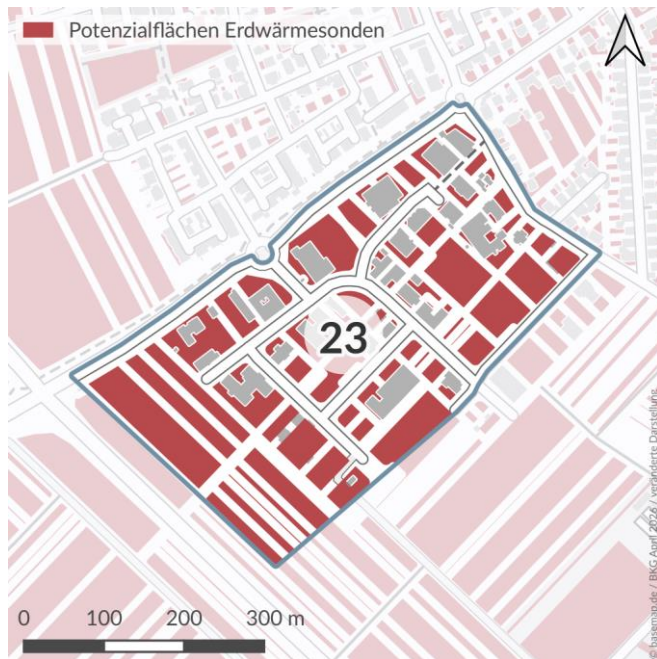 Potenzialflächen Erdwärmesonden
23
0 100 200 300 m
© basemap.de / BKG April 2026 / veränderte Darstellung